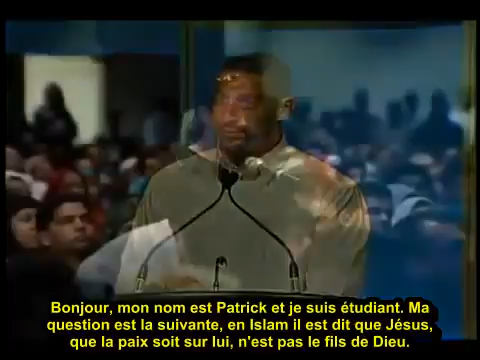 Bonjour, mon nom est Patrick et je suis étudiant. Ma
question est la suivante, en Islam il est dit que Jésus,
que la paix soit sur lui, n'est pas le fils de Dieu.